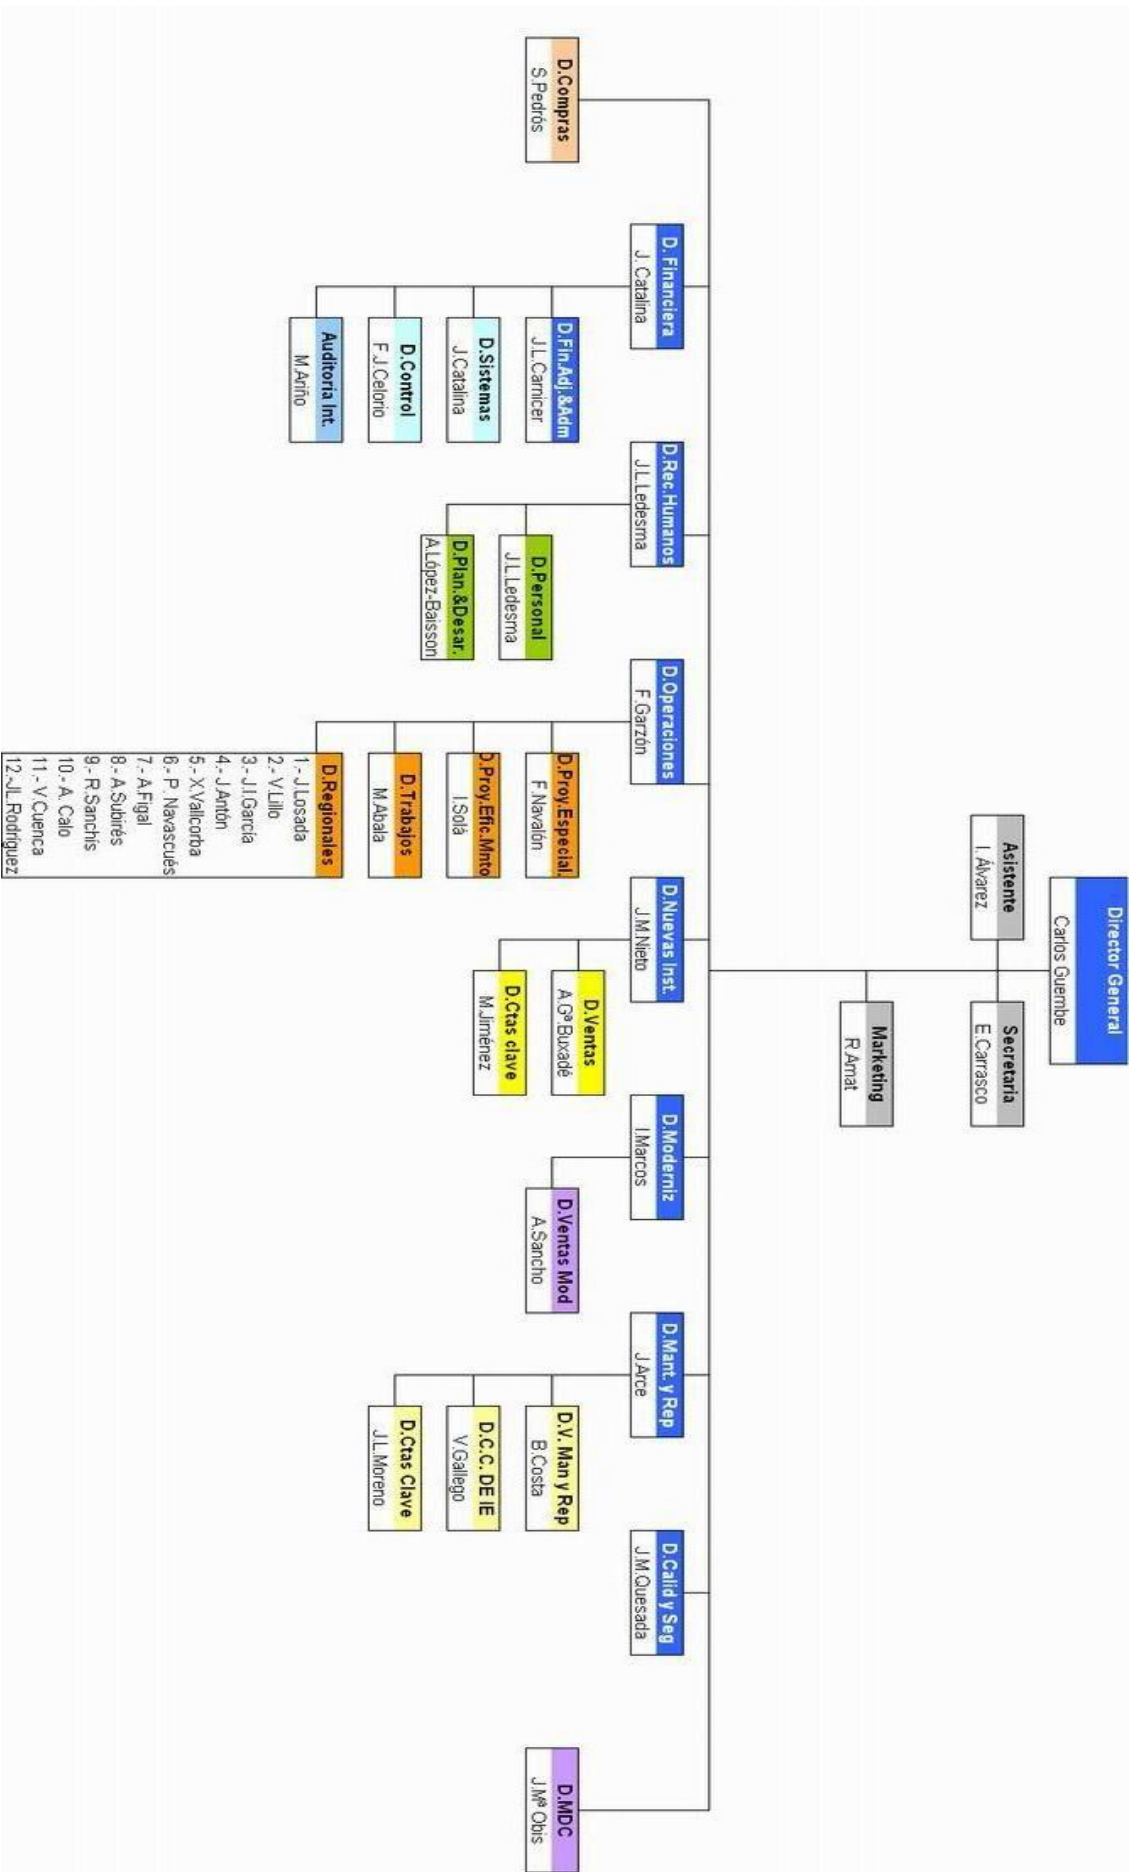 Director General
Carlos Guembe
Asistente
I. Álvarez
Secretaria
E.Carrasco
Marketing
R.Amat
D.Compras
S.Pedrós
D. Financiera
J. Catalina
D.Fin.Adj.&Adm
J.L.Carnicer
D.Sistemas
J.Catalina
D.Control
F.J.Celorio
Auditoria Int.
M.Ariño
D.Rec.Humanos
J.L.Ledesma
D.Personal
J.L.Ledesma
D.Plan.&Desar.
A.López-Baisson
D.Operaciones
F.Garzón
D.Proy.Especial.
F.Navalón
D.Proy.Efic.Mnto
I.Solá
D.Trabajos
M.Abala
D.Regionales
1.- J.Losada
2.- V.Lillo
3.- J.I.García
4.- J.Antón
5.- X.Vallcorba
6.- P. Navascués
7.- A.Figal
8.- A.Subirés
9.- R.Sanchís
10.- A. Calo
11.- V.Cuenca
12.-JL.Rodríguez
D.Nuevas Inst.
J.M.Nieto
D.Ventas
A.Gª.Buxadé
D.Ctas clave
M.Jiménez
D.Moderniz
I.Marcos
D.Ventas Mod
A.Sancho
D.Mant. y Rep
J.Arce
D.V. Man y Rep
B.Costa
D.C.C. DE IE
V.Gallego
D.Ctas Clave
J.L.Moreno
D.Calid y Seg
J.M.Quesada
D.MDC
J.Mª Obis